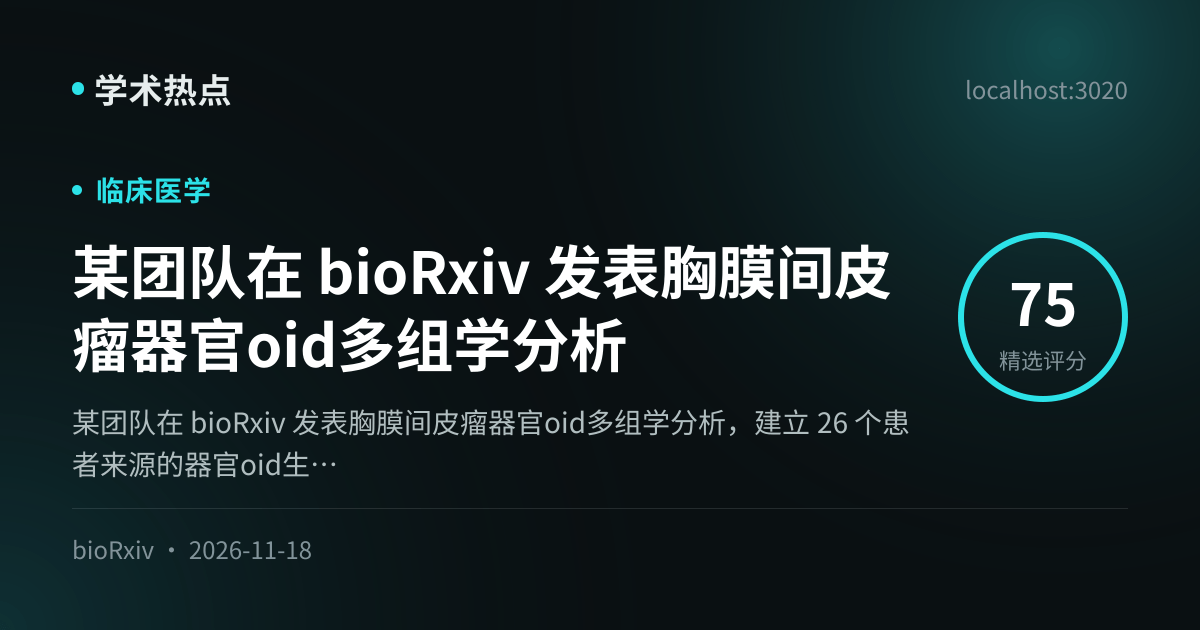 学术热点
localhost:3020
临床医学
某团队在 bioRxiv 发表胸膜间皮
瘤器官oid多组学分析
75
精选评分
某团队在 bioRxiv 发表胸膜间皮瘤器官oid多组学分析，建立 26 个患
者来源的器官oid生…
bioRxiv · 2026-11-18